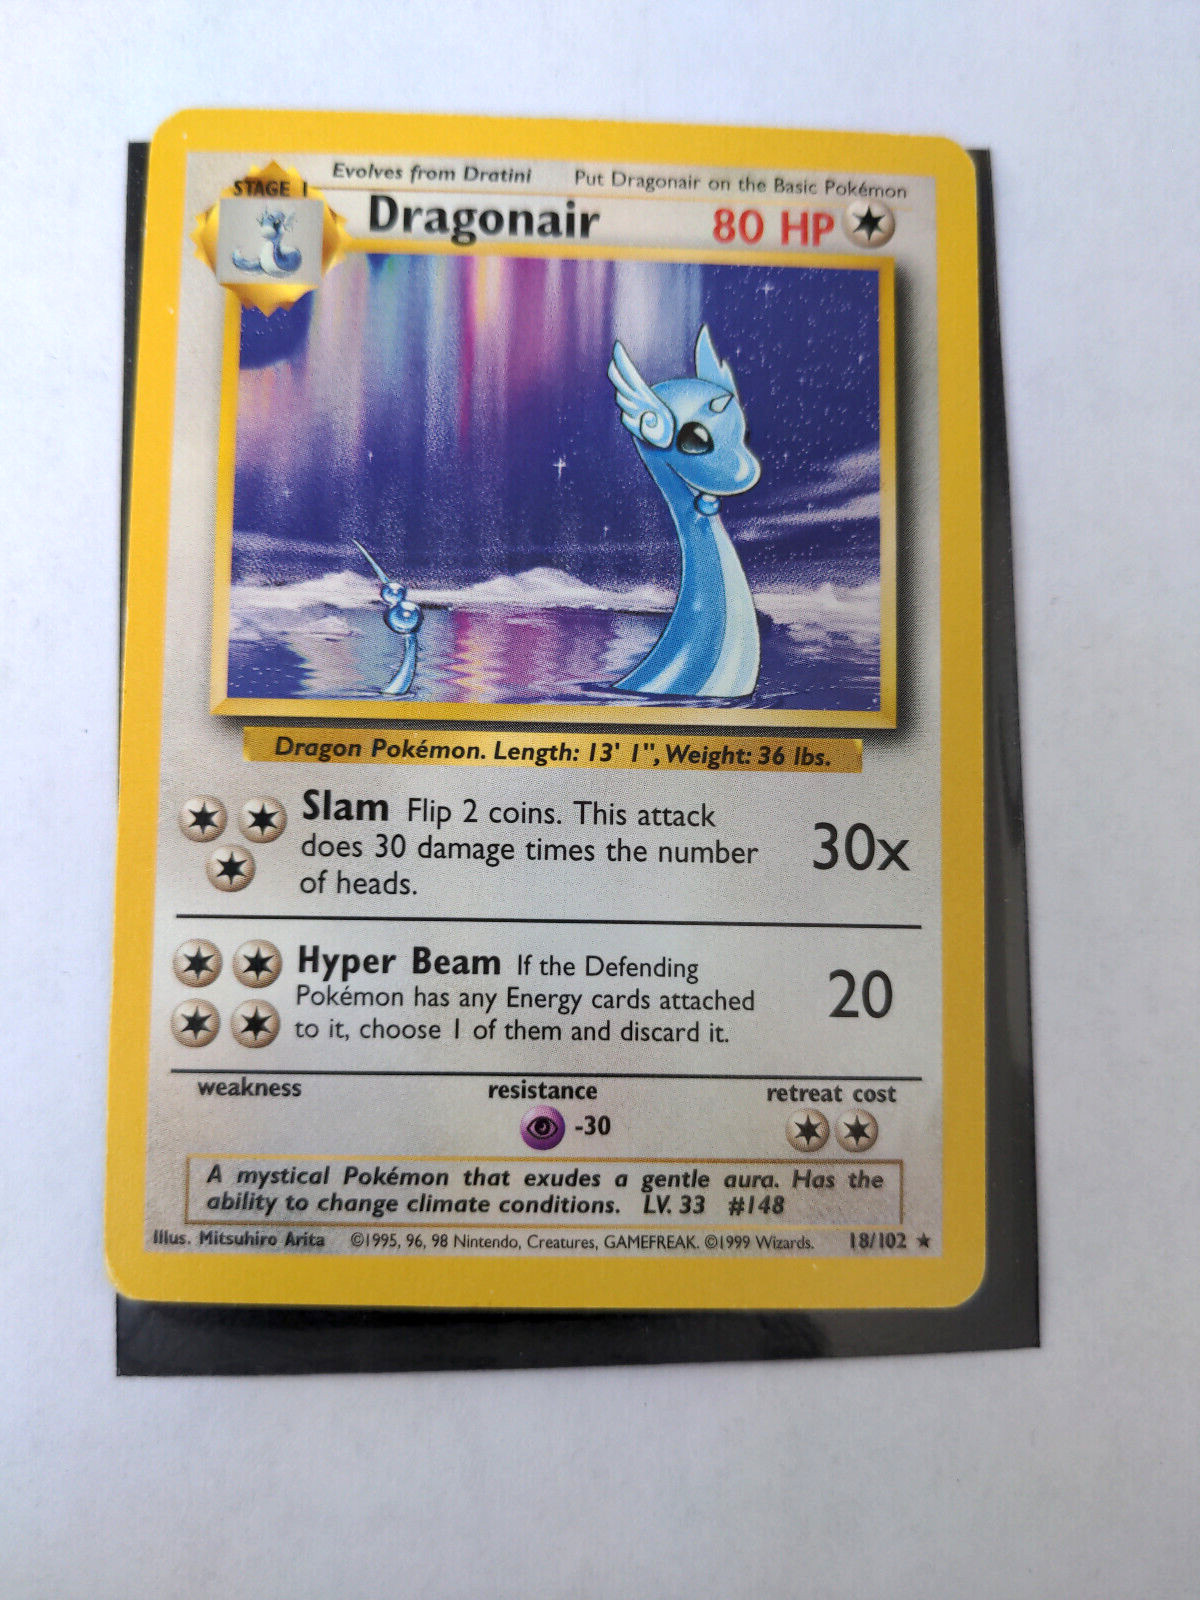 Evolves from Dratini Put Dragonair on the Basic Pokémon
STAGE 1
Dragonair 80 HP
Dragon Pokémon. Length: 13' 1", Weight: 36 lbs.
Slam Flip 2 coins. This attack
does 30 damage times the number
of heads.
30x
Hyper Beam If the Defending
Pokémon has any Energy cards attached
to it, choose 1 of them and discard it.
20
weakness resistance retreat cost
-30
A mystical Pokémon that exudes a gentle aura. Has the
ability to change climate conditions. LV. 33 #148
Illus. Mitsuhiro Arita ©1995, 96, 98 Nintendo, Creatures, GAMEFREAK. ©1999 Wizards. 18/102 ★